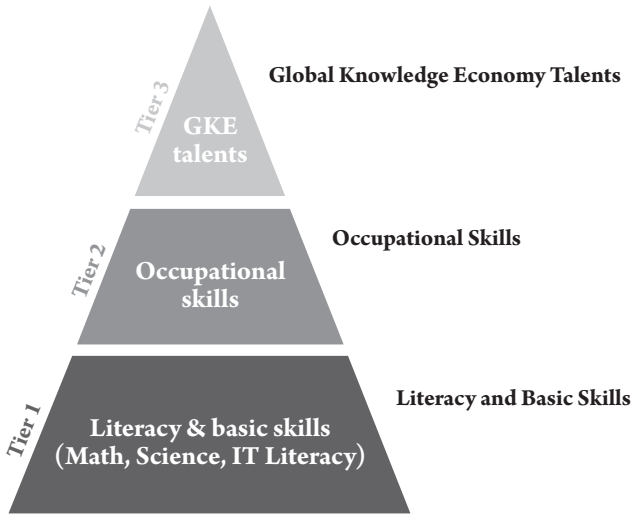 Global Knowledge Economy Talents
Tier 3
GKE
talents
Occupational Skills
Tier 2
Occupational
skills
Literacy and Basic Skills
Tier 1
Literacy & basic skills
(Math, Science, IT Literacy)